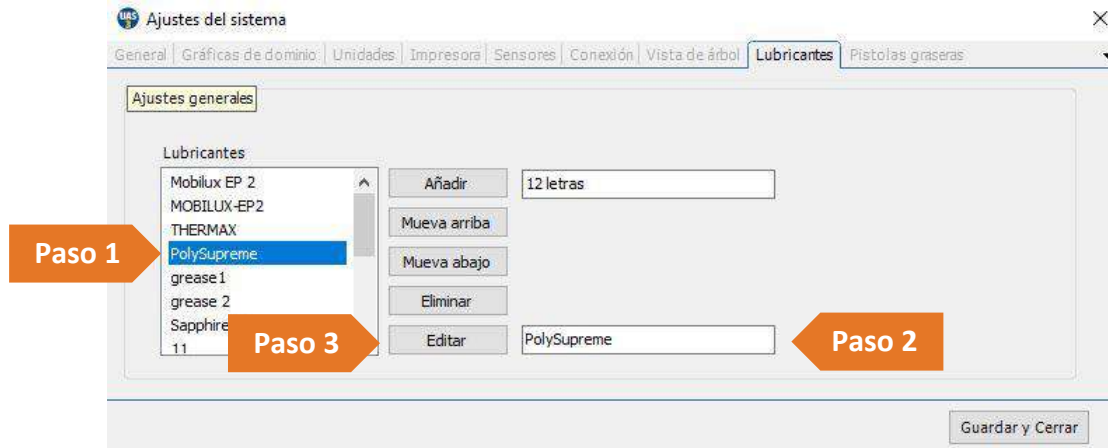 UAS 3
Ajustes del sistema
General Gráficas de dominio Unidades Impresora Sensores Conexión Vista de árbol Lubricantes Pistolas graseras
Ajustes generales
Lubricantes
Mobilux EP 2
MOBILUX-EP2
THERMAX
PolySupreme
grease1
grease 2
Sapphire
11
Añadir 12 letras
Mueva arriba
Mueva abajo
Eliminar
Editar PolySupreme
Paso 1
Paso 3
Paso 2
Guardar y Cerrar